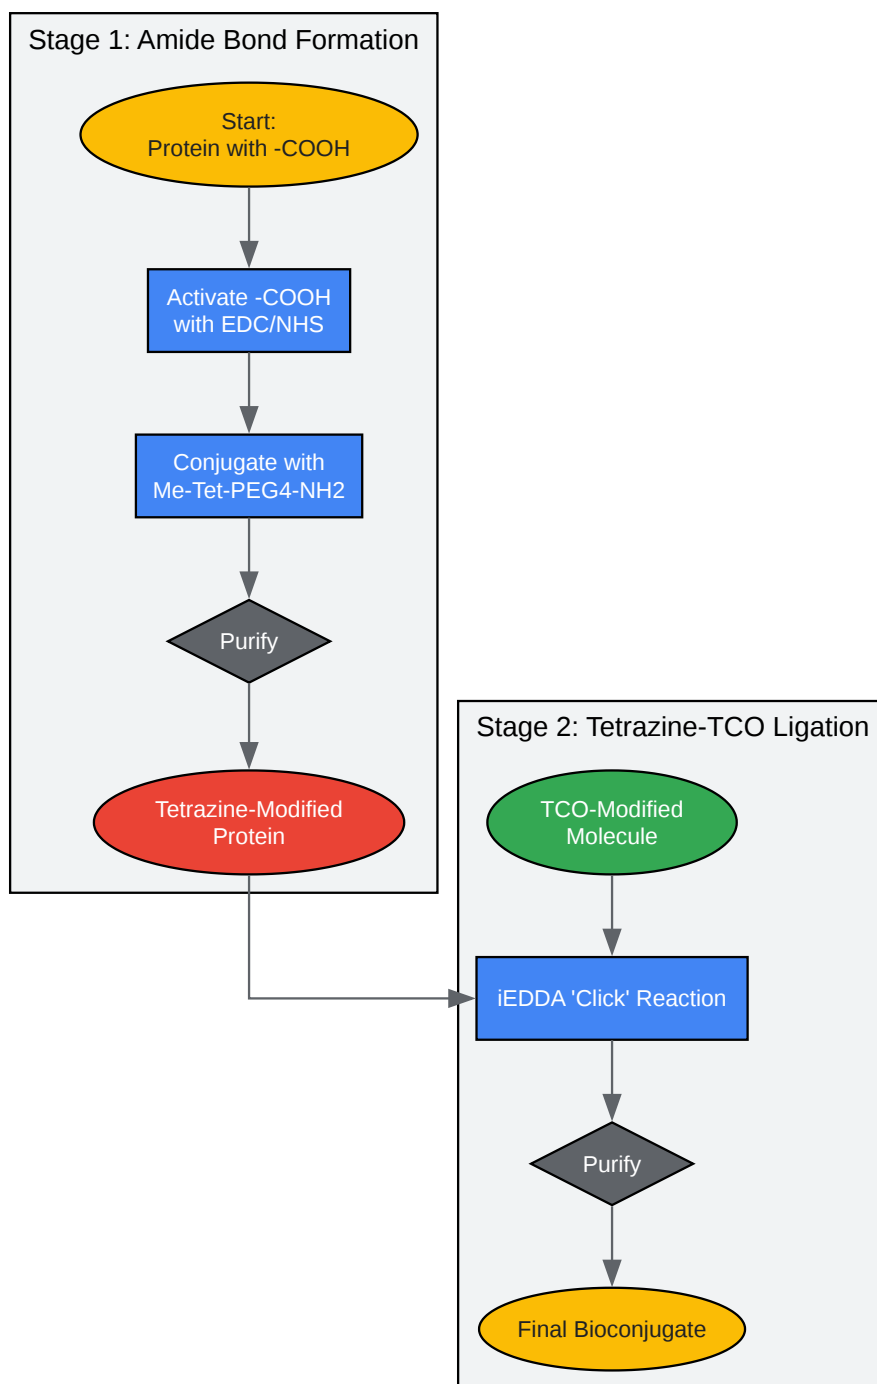 Stage 1: Amide Bond Formation
Start:
Protein with -COOH
Activate -COOH
with EDC/NHS
Conjugate with
Me-Tet-PEG4-NH2
Purify
Tetrazine-Modified
Protein
Stage 2: Tetrazine-TCO Ligation
TCO-Modified
Molecule
iEDDA 'Click' Reaction
Purify
Final Bioconjugate